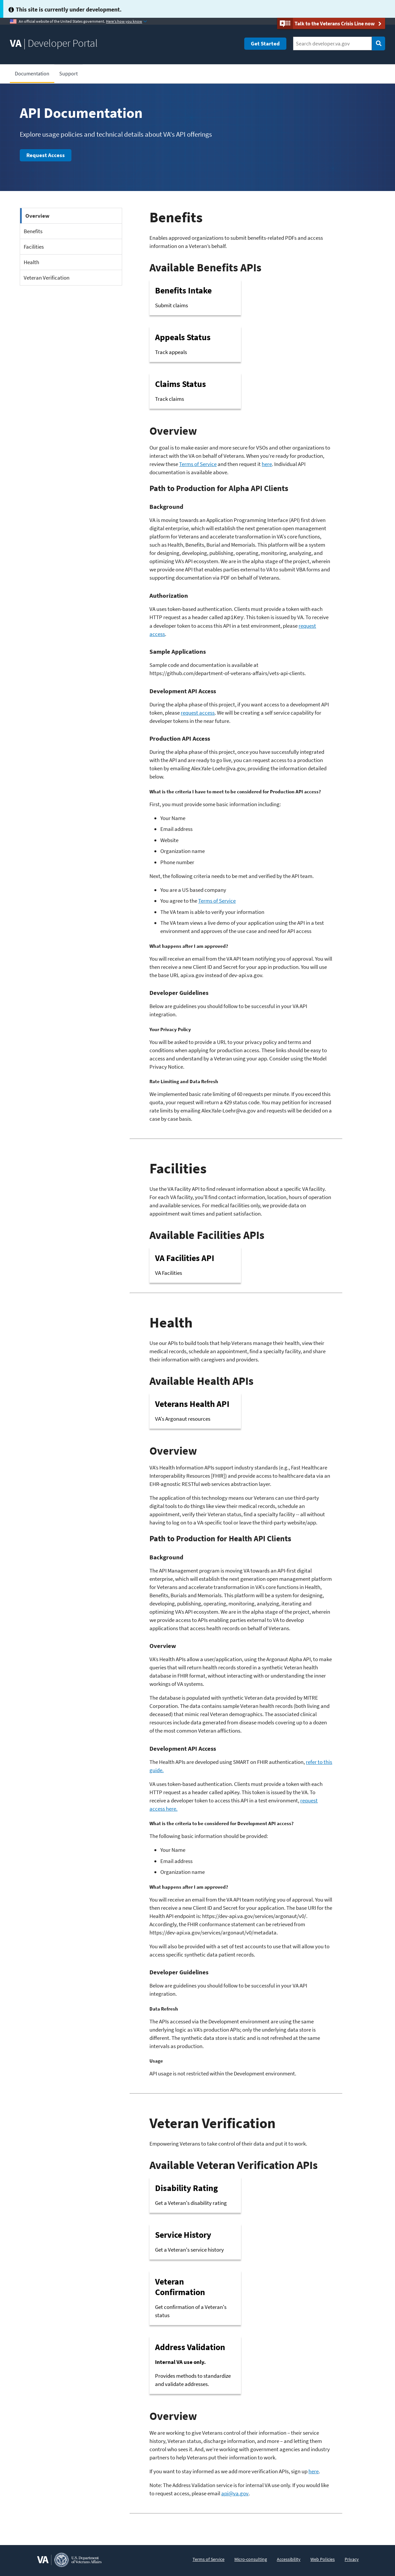 This site is currently under development.
An official website of the United States government. Here's how you know
Talk to the Veterans Crisis Line now
VA | Developer Portal
Get Started
Search developer.va.gov
Documentation
Support
API Documentation
Explore usage policies and technical details about VA's API offerings
Request Access
Overview
Benefits
Facilities
Health
Veteran Verification
Benefits
Enables approved organizations to submit benefits-related PDFs and access
information on a Veteran's behalf.
Available Benefits APIs
Benefits Intake
Submit claims
Appeals Status
Track appeals
Claims Status
Track claims
Overview
Our goal is to make easier and more secure for VSOs and other organizations to
interact with the VA on behalf of Veterans. When you're ready for production,
review these Terms of Service and then request it here. Individual API
documentation is available above.
Path to Production for Alpha API Clients
Background
VA is moving towards an Application Programming Interface (API) first driven
digital enterprise, which will establish the next generation open management
platform for Veterans and accelerate transformation in VA's core functions,
such as Health, Benefits, Burial and Memorials. This platform will be a system
for designing, developing, publishing, operating, monitoring, analyzing, and
optimizing VA's API ecosystem. We are in the alpha stage of the project, wherein
we provide one API that enables parties external to VA to submit VBA forms and
supporting documentation via PDF on behalf of Veterans.
Authorization
VA uses token-based authentication. Clients must provide a token with each
HTTP request as a header called apiKey. This token is issued by VA. To receive
a developer token to access this API in a test environment, please request
access.
Sample Applications
Sample code and documentation is available at
https://github.com/department-of-veterans-affairs/vets-api-clients.
Development API Access
During the alpha phase of this project, if you want access to a development API
token, please request access. We will be creating a self service capability for
developer tokens in the near future.
Production API Access
During the alpha phase of this project, once you have successfully integrated
with the API and are ready to go live, you can request access to a production
token by emailing Alex.Yale-Loehr@va.gov, providing the information detailed
below.
What is the criteria I have to meet to be considered for Production API access?
First, you must provide some basic information including:
• Your Name
• Email address
• Website
• Organization name
• Phone number
Next, the following criteria needs to be met and verified by the API team.
• You are a US based company
• You agree to the Terms of Service
• The VA team is able to verify your information
• The VA team views a live demo of your application using the API in a test
environment and approves of the use case and need for API access
What happens after I am approved?
You will receive an email from the VA API team notifying you of approval. You will
then receive a new Client ID and Secret for your app in production. You will use
the base URL api.va.gov instead of dev-api.va.gov.
Developer Guidelines
Below are guidelines you should follow to be successful in your VA API
integration.
Your Privacy Policy
You will be asked to provide a URL to your privacy policy and terms and
conditions when applying for production access. These links should be easy to
access and understand by a Veteran using your app. Consider using the Model
Privacy Notice.
Rate Limiting and Data Refresh
We implemented basic rate limiting of 60 requests per minute. If you exceed this
quota, your request will return a 429 status code. You may petition for increased
rate limits by emailing Alex.Yale-Loehr@va.gov and requests will be decided on a
case by case basis.
Facilities
Use the VA Facility API to find relevant information about a specific VA facility.
For each VA facility, you'll find contact information, location, hours of operation
and available services. For medical facilities only, we provide data on
appointment wait times and patient satisfaction.
Available Facilities APIs
VA Facilities API
VA Facilities
Health
Use our APIs to build tools that help Veterans manage their health, view their
medical records, schedule an appointment, find a specialty facility, and share
their information with caregivers and providers.
Available Health APIs
Veterans Health API
VA's Argonaut resources
Overview
VA's Health Information APIs support industry standards (e.g., Fast Healthcare
Interoperability Resources [FHIR]) and provide access to healthcare data via an
EHR-agnostic RESTful web services abstraction layer.
The application of this technology means our Veterans can use third-party
digital tools to do things like view their medical records, schedule an
appointment, verify their Veteran status, find a specialty facility -- all without
having to log on to a VA-specific tool or leave the third-party website/app.
Path to Production for Health API Clients
Background
The API Management program is moving VA towards an API-first digital
enterprise, which will establish the next generation open management platform
for Veterans and accelerate transformation in VA's core functions in Health,
Benefits, Burials and Memorials. This platform will be a system for designing,
developing, publishing, operating, monitoring, analyzing, iterating and
optimizing VA's API ecosystem. We are in the alpha stage of the project, wherein
we provide a set of APIs that enable parties external to VA to develop
applications that access health records on behalf of Veterans.
Overview
VA's Health APIs allow a user/application, using the Argonaut Alpha API, to make
requests which will return health records stored in a synthetic Veteran health
database in FHIR format, without interacting with or understanding the inner
workings of VA systems.
The database is populated with synthetic Veteran data provided by MITRE
Corporation. The data contains sample Veteran health records (both living and
deceased) that mimic real Veteran demographics. The associated clinical
resources include data generated from disease models covering up to a dozen
of the most common Veteran afflictions.
Development API Access
The Health APIs are developed using SMART on FHIR authentication, refer to this
guide.
VA uses token-based authentication. Clients must provide a token with each
HTTP request as a header called apiKey. This token is issued by the VA. To
receive a developer token to access this API in a test environment, request
access here.
What is the criteria to be considered for Development API access?
The following basic information should be provided:
• Your Name
• Email address
• Organization name
What happens after I am approved?
You will receive an email from the VA API team notifying you of approval. You will
then receive a new Client ID and Secret for your application. The base URI for the
Health API endpoint is: https://dev-api.va.gov/services/argonaut/v0/.
Accordingly, the FHIR conformance statement can be retrieved from
https://dev-api.va.gov/services/argonaut/v0/metadata.
You will also be provided with a set of test accounts to use that will allow you to
access specific synthetic data patient records.
Developer Guidelines
Below are guidelines you should follow to be successful in your VA API
integration.
Data Refresh
The APIs accessed via the Development environment are using the same
underlying logic as VA's production APIs; only the underlying data store is
different. The synthetic data store is static and is not refreshed at the same
intervals as production.
Usage
API usage is not restricted within the Development environment.
Veteran Verification
Empowering Veterans to take control of their data and put it to work.
Available Veteran Verification APIs
Disability Rating
Get a Veteran's disability rating
Service History
Get a Veteran's service history
Veteran
Confirmation
Get confirmation of a Veteran's
status
Address Validation
Internal VA use only.
Provides methods to standardize
and validate addresses.
Overview
We are working to give Veterans control of their information – their service
history, Veteran status, discharge information, and more – and letting them
control who sees it. And, we're working with government agencies and industry
partners to help Veterans put their information to work.
If you want to stay informed as we add more verification APIs, sign up here.
Note: The Address Validation service is for internal VA use only. If you would like
to request access, please email api@va.gov.
VA
U.S. Department
of Veterans Affairs
Terms of Service
Micro-consulting
Accessibility
Web Policies
Privacy